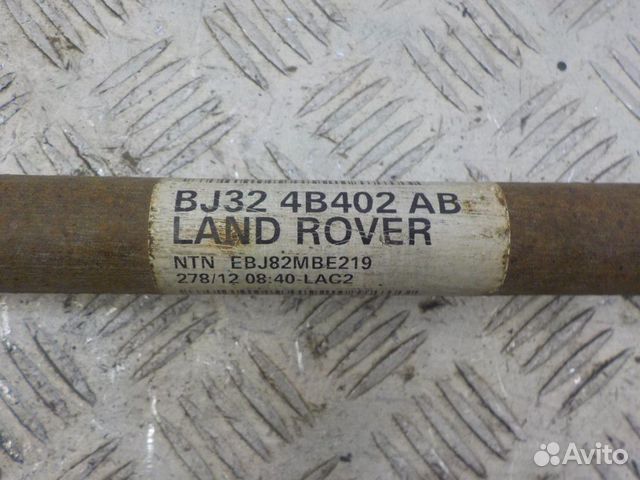 BJ32 4B402 AB
LAND ROVER
NTN EBJ82MBE219
278/12 08:40-LAC2
Avito